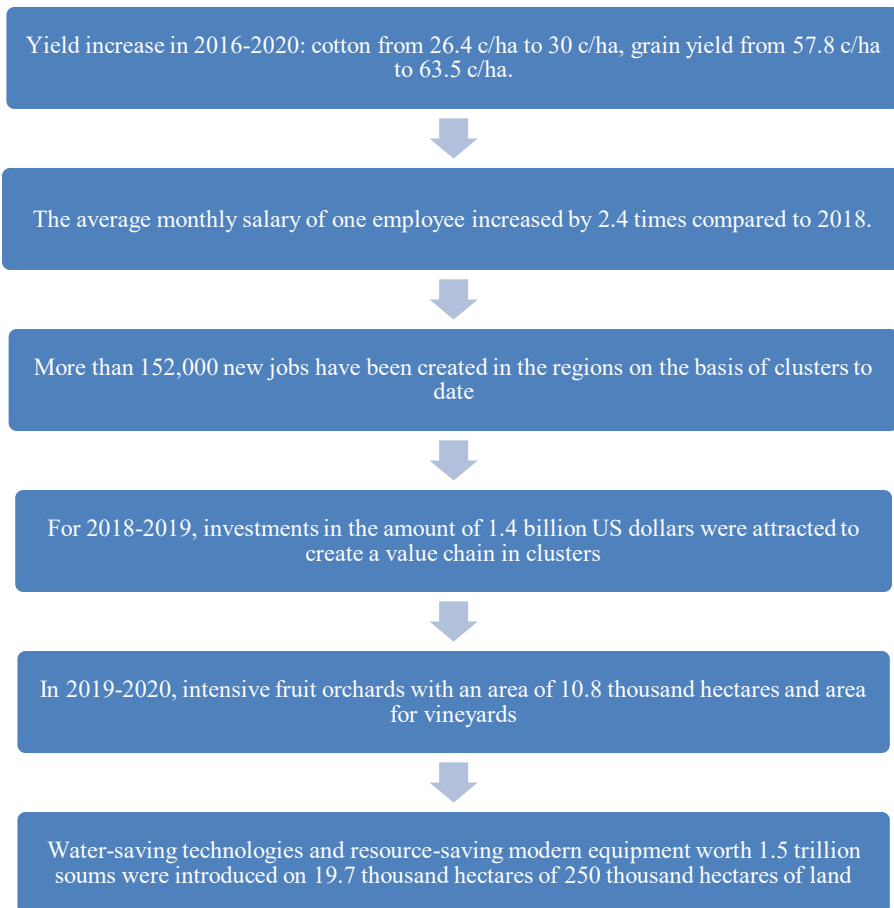 Yield increase in 2016-2020: cotton from 26.4 c/ha to 30 c/ha, grain yield from 57.8 c/ha
to 63.5 c/ha.
The average monthly salary of one employee increased by 2.4 times compared to 2018.
More than 152,000 new jobs have been created in the regions on the basis of clusters to
date
For 2018-2019, investments in the amount of 1.4 billion US dollars were attracted to
create a value chain in clusters
In 2019-2020, intensive fruit orchards with an area of 10.8 thousand hectares and area
for vineyards
Water-saving technologies and resource-saving modern equipment worth 1.5 trillion
soums were introduced on 19.7 thousand hectares of 250 thousand hectares of land